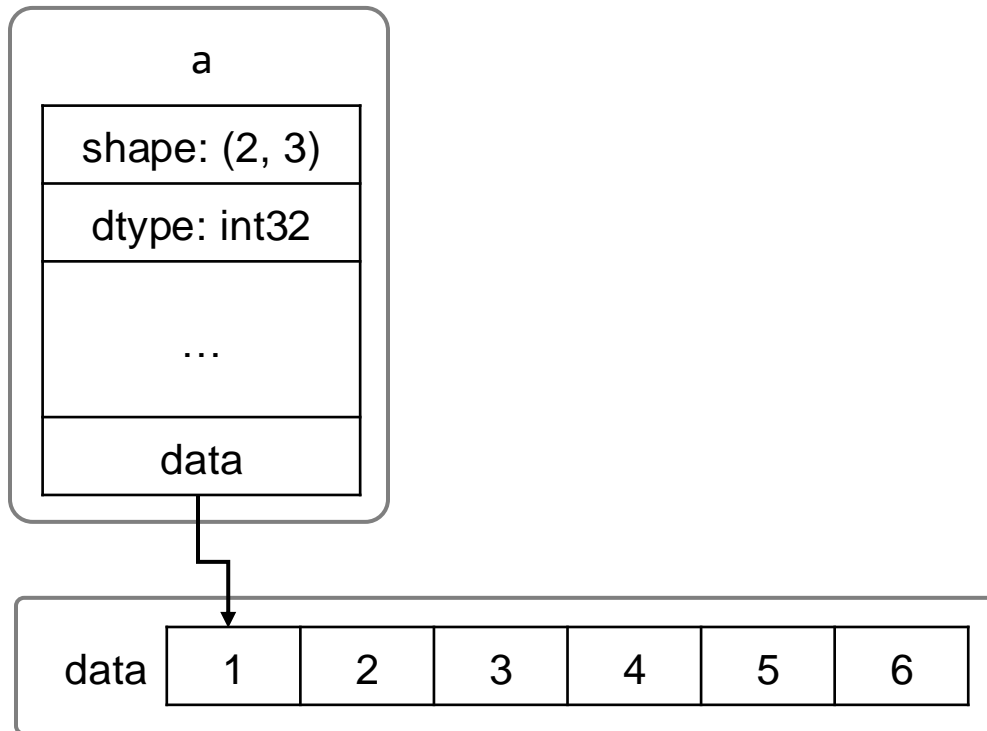 a
shape: (2, 3)
dtype: int32
...
data
data 1 2 3 4 5 6